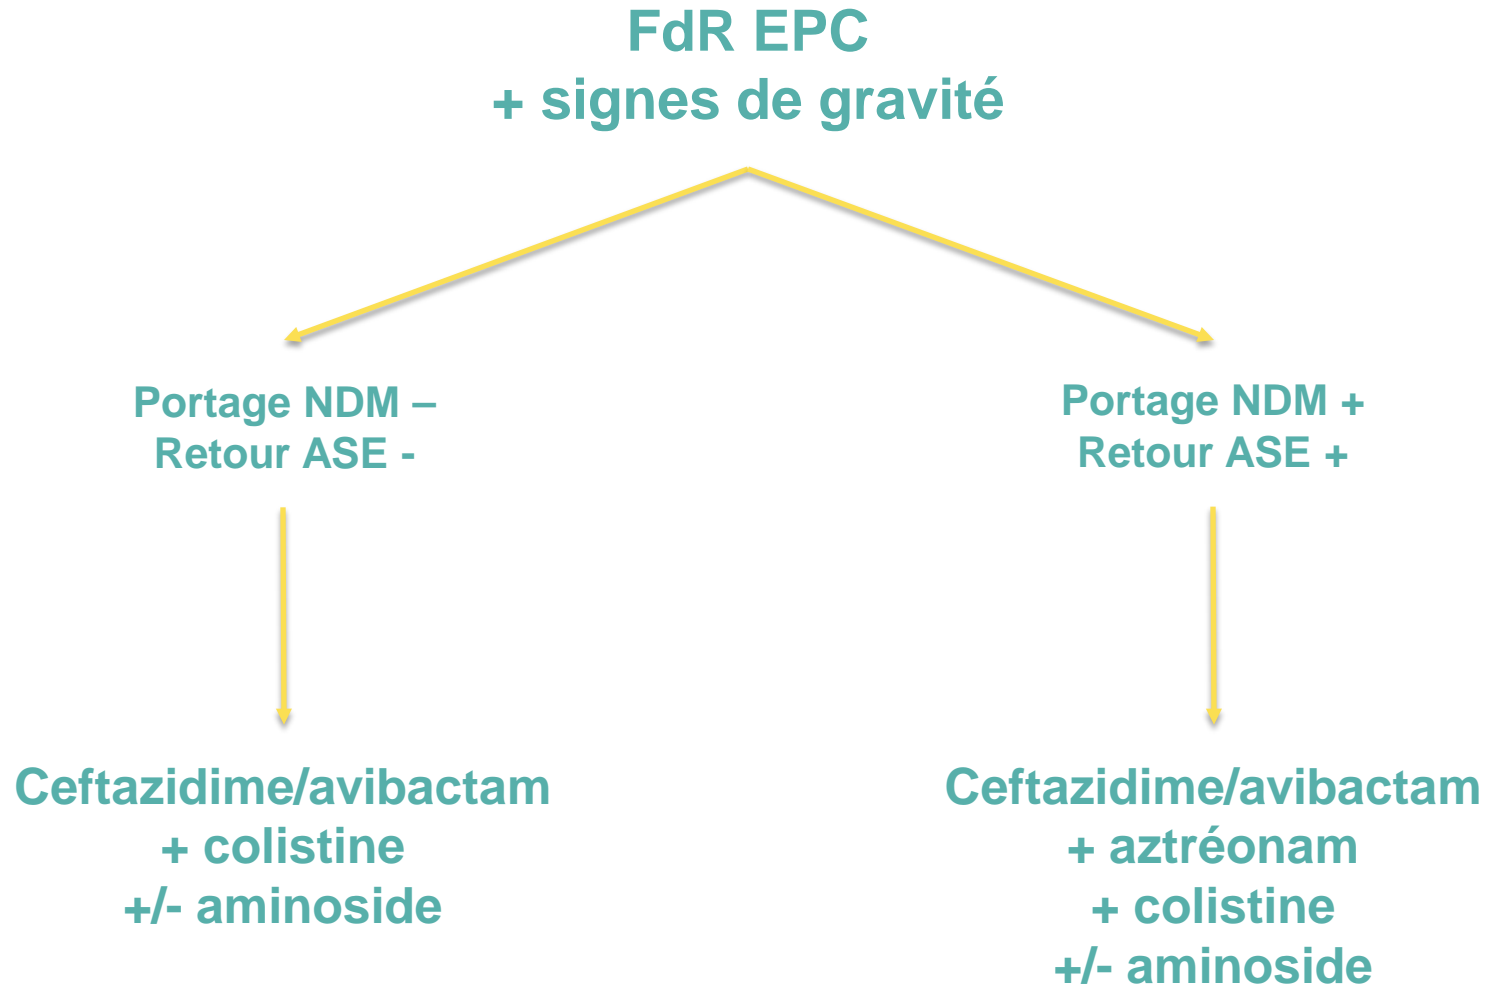 FdR EPC
+ signes de gravité
Portage NDM –
Retour ASE -
Portage NDM +
Retour ASE +
Ceftazidime/avibactam
+ colistine
+/- aminoside
Ceftazidime/avibactam
+ aztréonam
+ colistine
+/- aminoside